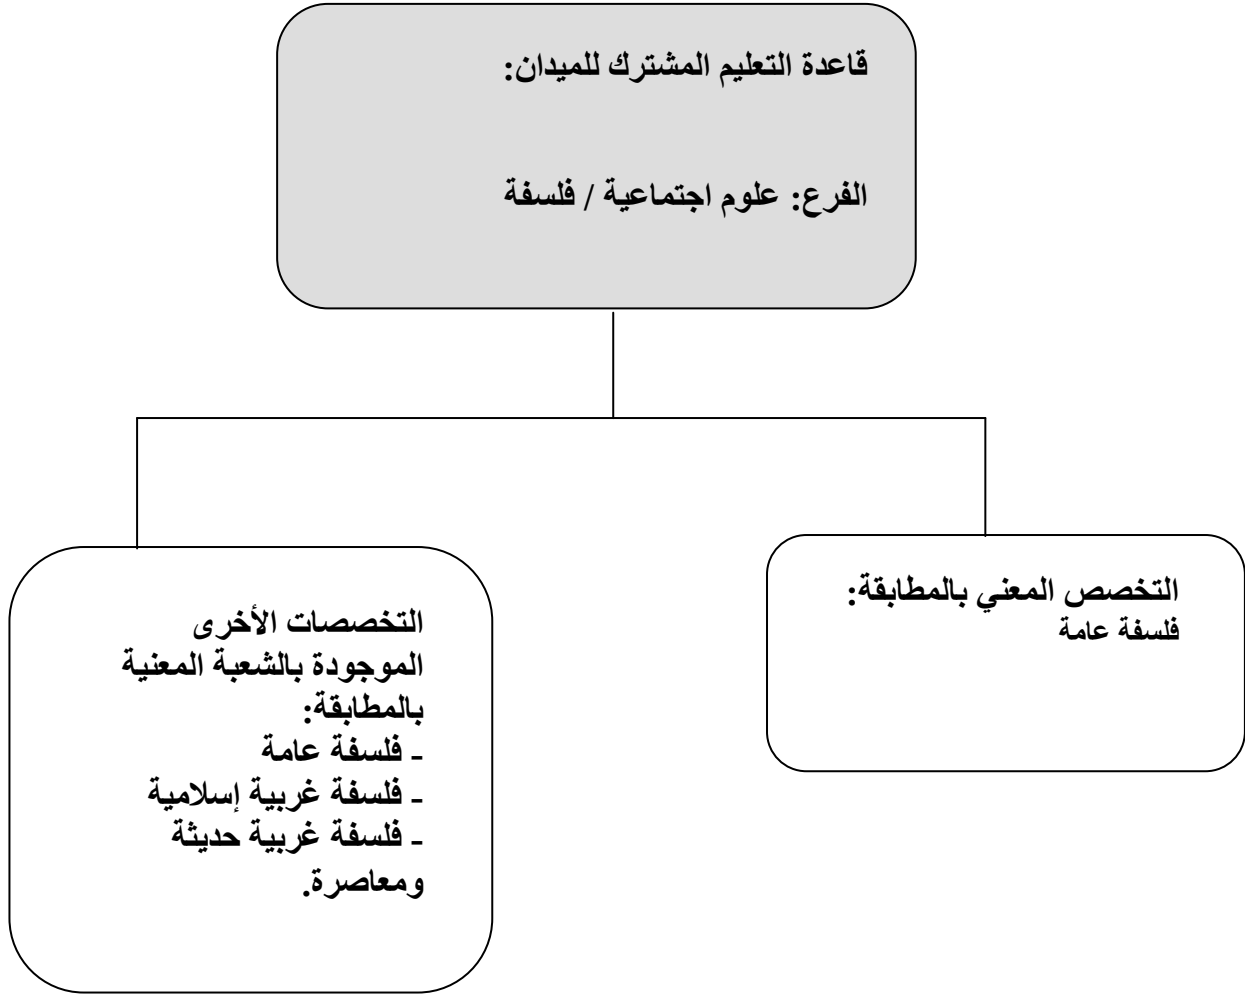 قاعدة التعليم المشترك للميدان:
الفرع: علوم اجتماعية / فلسفة
التخصص المعني بالمطابقة:
فلسفة عامة
التخصصات الأخرى
الموجودة بالشعبة المعنية
بالمطابقة:
- فلسفة عامة
- فلسفة غربية إسلامية
- فلسفة غربية حديثة
ومعاصرة.